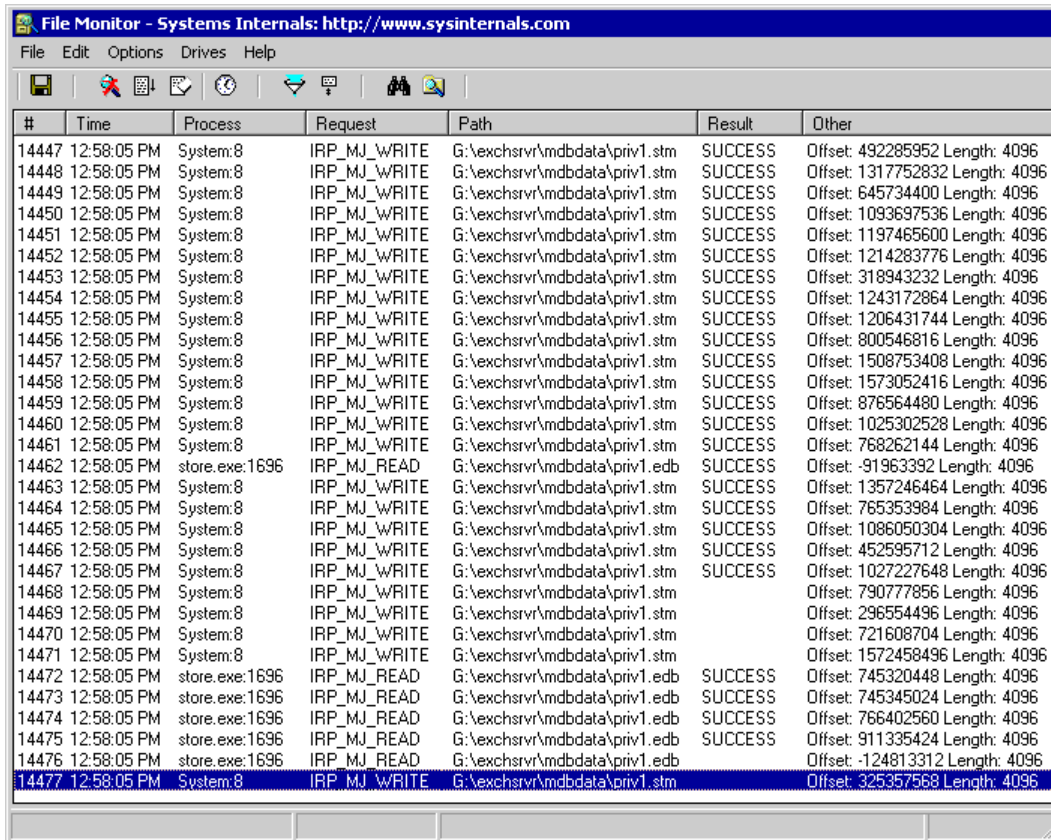 File Monitor - Systems Internals: http://www.sysinternals.com
File Edit Options Drives Help
# Time Process Request Path Result Other
14447 12:58:05 PM System:8 IRP_MJ_WRITE G:\exchsrvr\mdbdata\priv1.stm SUCCESS Offset: 492285952 Length: 4096
14448 12:58:05 PM System:8 IRP_MJ_WRITE G:\exchsrvr\mdbdata\priv1.stm SUCCESS Offset: 1317752832 Length: 4096
14449 12:58:05 PM System:8 IRP_MJ_WRITE G:\exchsrvr\mdbdata\priv1.stm SUCCESS Offset: 645734400 Length: 4096
14450 12:58:05 PM System:8 IRP_MJ_WRITE G:\exchsrvr\mdbdata\priv1.stm SUCCESS Offset: 1093697536 Length: 4096
14451 12:58:05 PM System:8 IRP_MJ_WRITE G:\exchsrvr\mdbdata\priv1.stm SUCCESS Offset: 1197465600 Length: 4096
14452 12:58:05 PM System:8 IRP_MJ_WRITE G:\exchsrvr\mdbdata\priv1.stm SUCCESS Offset: 1214283776 Length: 4096
14453 12:58:05 PM System:8 IRP_MJ_WRITE G:\exchsrvr\mdbdata\priv1.stm SUCCESS Offset: 318943232 Length: 4096
14454 12:58:05 PM System:8 IRP_MJ_WRITE G:\exchsrvr\mdbdata\priv1.stm SUCCESS Offset: 1243172864 Length: 4096
14455 12:58:05 PM System:8 IRP_MJ_WRITE G:\exchsrvr\mdbdata\priv1.stm SUCCESS Offset: 1206431744 Length: 4096
14456 12:58:05 PM System:8 IRP_MJ_WRITE G:\exchsrvr\mdbdata\priv1.stm SUCCESS Offset: 800546816 Length: 4096
14457 12:58:05 PM System:8 IRP_MJ_WRITE G:\exchsrvr\mdbdata\priv1.stm SUCCESS Offset: 1508753408 Length: 4096
14458 12:58:05 PM System:8 IRP_MJ_WRITE G:\exchsrvr\mdbdata\priv1.stm SUCCESS Offset: 1573052416 Length: 4096
14459 12:58:05 PM System:8 IRP_MJ_WRITE G:\exchsrvr\mdbdata\priv1.stm SUCCESS Offset: 876564480 Length: 4096
14460 12:58:05 PM System:8 IRP_MJ_WRITE G:\exchsrvr\mdbdata\priv1.stm SUCCESS Offset: 1025302528 Length: 4096
14461 12:58:05 PM System:8 IRP_MJ_WRITE G:\exchsrvr\mdbdata\priv1.stm SUCCESS Offset: 768262144 Length: 4096
14462 12:58:05 PM store.exe:1696 IRP_MJ_READ G:\exchsrvr\mdbdata\priv1.edb SUCCESS Offset: -91963392 Length: 4096
14463 12:58:05 PM System:8 IRP_MJ_WRITE G:\exchsrvr\mdbdata\priv1.stm SUCCESS Offset: 1357246464 Length: 4096
14464 12:58:05 PM System:8 IRP_MJ_WRITE G:\exchsrvr\mdbdata\priv1.stm SUCCESS Offset: 765353984 Length: 4096
14465 12:58:05 PM System:8 IRP_MJ_WRITE G:\exchsrvr\mdbdata\priv1.stm SUCCESS Offset: 1086050304 Length: 4096
14466 12:58:05 PM System:8 IRP_MJ_WRITE G:\exchsrvr\mdbdata\priv1.stm SUCCESS Offset: 452595712 Length: 4096
14467 12:58:05 PM System:8 IRP_MJ_WRITE G:\exchsrvr\mdbdata\priv1.stm SUCCESS Offset: 1027227648 Length: 4096
14468 12:58:05 PM System:8 IRP_MJ_WRITE G:\exchsrvr\mdbdata\priv1.stm Offset: 790777856 Length: 4096
14469 12:58:05 PM System:8 IRP_MJ_WRITE G:\exchsrvr\mdbdata\priv1.stm Offset: 296554496 Length: 4096
14470 12:58:05 PM System:8 IRP_MJ_WRITE G:\exchsrvr\mdbdata\priv1.stm Offset: 721608704 Length: 4096
14471 12:58:05 PM System:8 IRP_MJ_WRITE G:\exchsrvr\mdbdata\priv1.stm Offset: 1572458496 Length: 4096
14472 12:58:05 PM store.exe:1696 IRP_MJ_READ G:\exchsrvr\mdbdata\priv1.edb SUCCESS Offset: 745320448 Length: 4096
14473 12:58:05 PM store.exe:1696 IRP_MJ_READ G:\exchsrvr\mdbdata\priv1.edb SUCCESS Offset: 745345024 Length: 4096
14474 12:58:05 PM store.exe:1696 IRP_MJ_READ G:\exchsrvr\mdbdata\priv1.edb SUCCESS Offset: 766402560 Length: 4096
14475 12:58:05 PM store.exe:1696 IRP_MJ_READ G:\exchsrvr\mdbdata\priv1.edb SUCCESS Offset: 911335424 Length: 4096
14476 12:58:05 PM store.exe:1696 IRP_MJ_READ G:\exchsrvr\mdbdata\priv1.edb Offset: -124813312 Length: 4096
14477 12:58:05 PM System:8 IRP_MJ_WRITE G:\exchsrvr\mdbdata\priv1.stm Offset: 325357568 Length: 4096